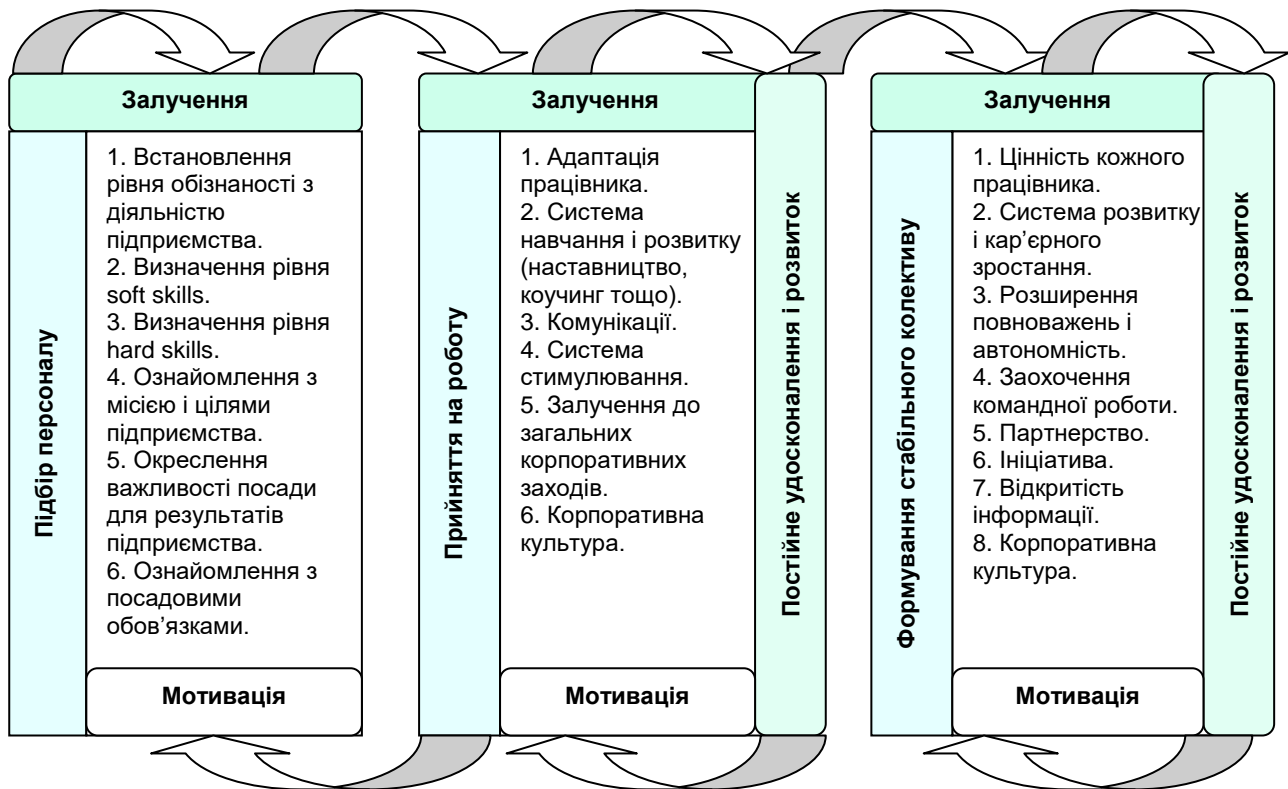 Залучення
Підбір персоналу
1. Встановлення
рівня обізнаності з
діяльністю
підприємства.
2. Визначення рівня
soft skills.
3. Визначення рівня
hard skills.
4. Ознайомлення з
місією і цілями
підприємства.
5. Окреслення
важливості посади
для результатів
підприємства.
6. Ознайомлення з
посадовими
обов’язками.
Мотивація
Залучення
Прийняття на роботу
1. Адаптація
працівника.
2. Система
навчання і розвитку
(наставництво,
коучинг тощо).
3. Комунікації.
4. Система
стимулювання.
5. Залучення до
загальних
корпоративних
заходів.
6. Корпоративна
культура.
Мотивація
Постійне удосконалення і розвиток
Залучення
Формування стабільного колективу
1. Цінність кожного
працівника.
2. Система розвитку
і кар’єрного
зростання.
3. Розширення
повноважень і
автономність.
4. Заохочення
командної роботи.
5. Партнерство.
6. Ініціатива.
7. Відкритість
інформації.
8. Корпоративна
культура.
Мотивація
Постійне удосконалення і розвиток